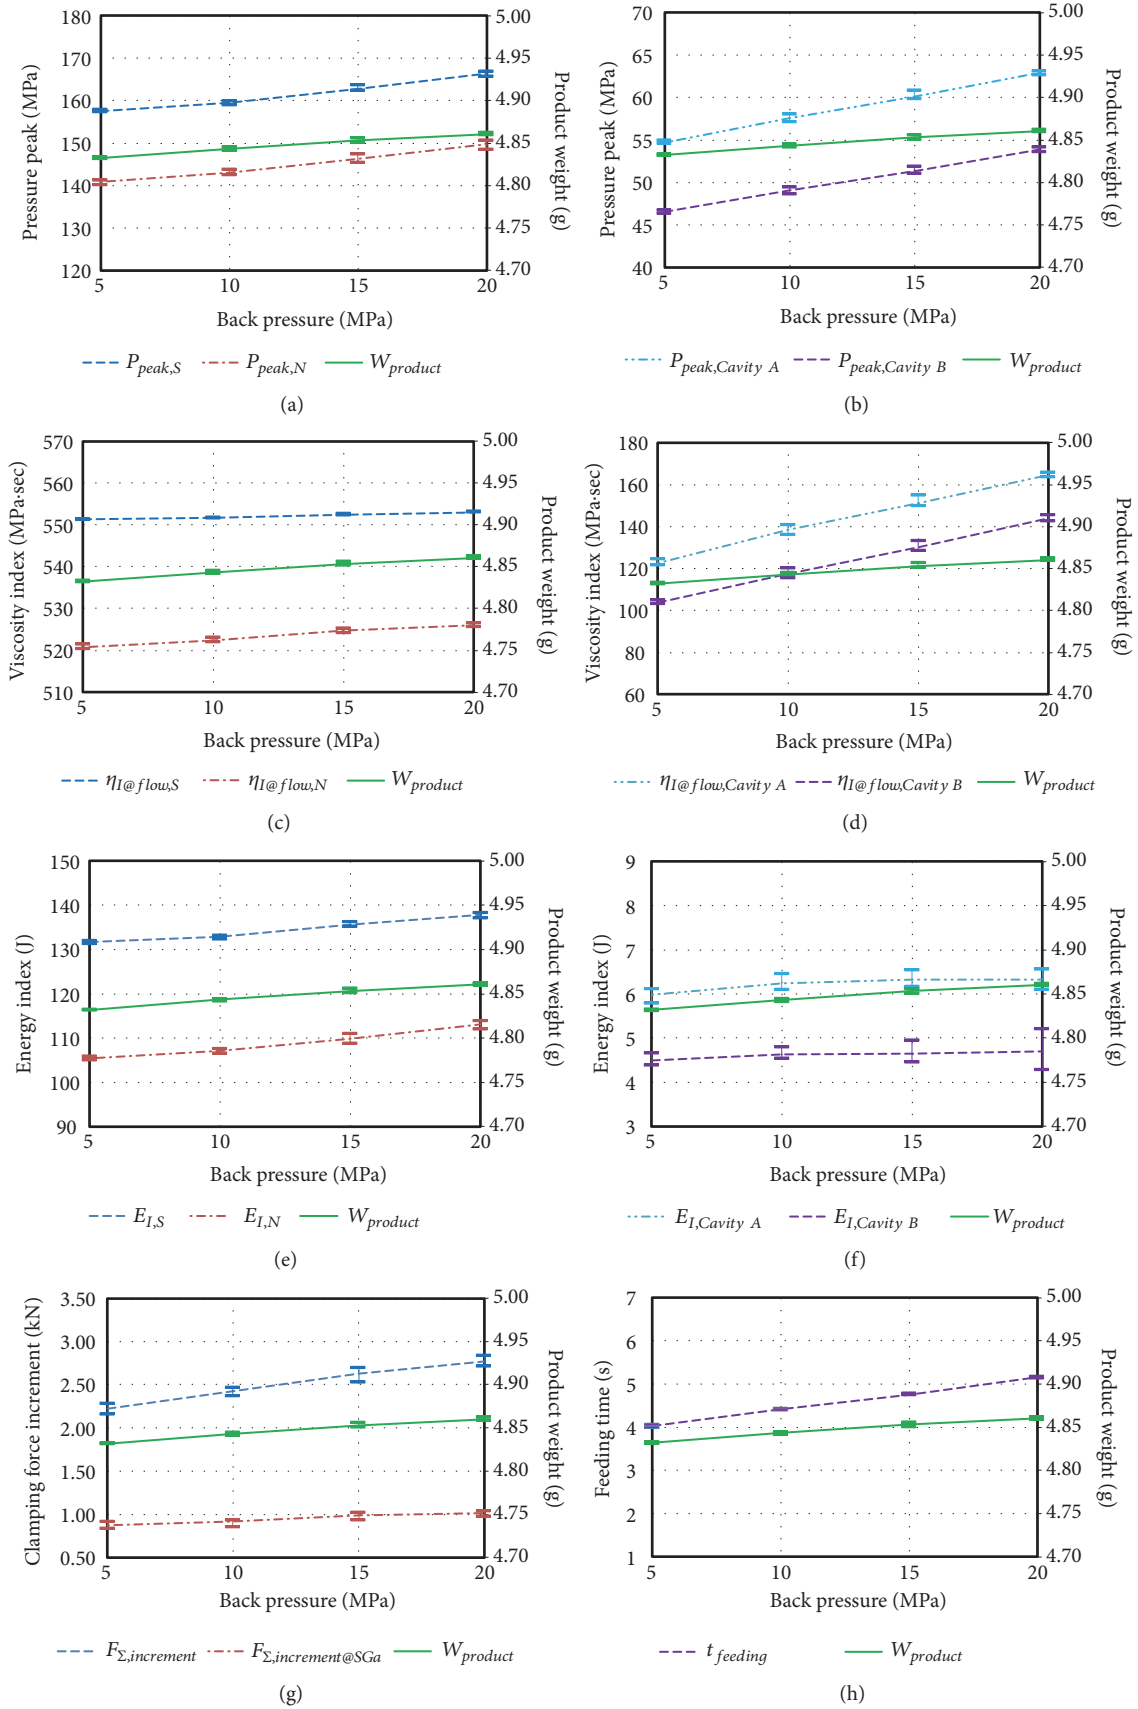 180 170 160 150 140 130 120
Pressure peak (MPa)
5.00 4.95 4.90 4.85 4.80 4.75 4.70
Product weight (g)
5 10 15 20
Back pressure (MPa)
P_peak,S P_peak,N W_product
(a)
70 65 60 55 50 45 40
Pressure peak (MPa)
5.00 4.95 4.90 4.85 4.80 4.75 4.70
Product weight (g)
5 10 15 20
Back pressure (MPa)
P_peak,Cavity A P_peak,Cavity B W_product
(b)
570 560 550 540 530 520 510
Viscosity index (MPa·sec)
5.00 4.95 4.90 4.85 4.80 4.75 4.70
Product weight (g)
5 10 15 20
Back pressure (MPa)
η_I@flow,S η_I@flow,N W_product
(c)
180 160 140 120 100 80 60
Viscosity index (MPa·sec)
5.00 4.95 4.90 4.85 4.80 4.75 4.70
Product weight (g)
5 10 15 20
Back pressure (MPa)
η_I@flow,Cavity A η_I@flow,Cavity B W_product
(d)
150 140 130 120 110 100 90
Energy index (J)
5.00 4.95 4.90 4.85 4.80 4.75 4.70
Product weight (g)
5 10 15 20
Back pressure (MPa)
E_I,S E_I,N W_product
(e)
9 8 7 6 5 4 3
Energy index (J)
5.00 4.95 4.90 4.85 4.80 4.75 4.70
Product weight (g)
5 10 15 20
Back pressure (MPa)
E_I,Cavity A E_I,Cavity B W_product
(f)
3.50 3.00 2.50 2.00 1.50 1.00 0.50
Clamping force increment (kN)
5.00 4.95 4.90 4.85 4.80 4.75 4.70
Product weight (g)
5 10 15 20
Back pressure (MPa)
F_Σ,increment F_Σ,increment@SGa W_product
(g)
7 6 5 4 3 2 1
Feeding time (s)
5.00 4.95 4.90 4.85 4.80 4.75 4.70
Product weight (g)
5 10 15 20
Back pressure (MPa)
t_feeding W_product
(h)